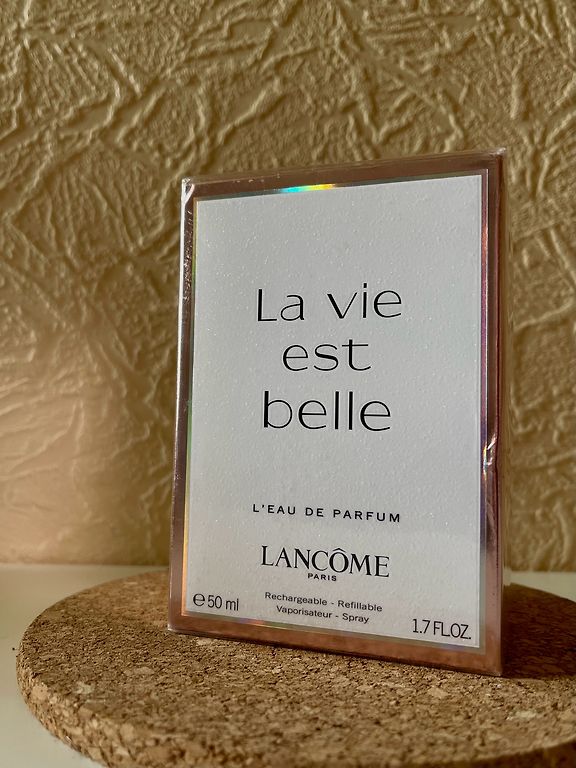 La vie
est
belle
L'EAU DE PARFUM
LANCÔME
PARIS
Rechargeable - Refillable
Vaporisateur - Spray
℮ 50 ml
1.7 FL.OZ.